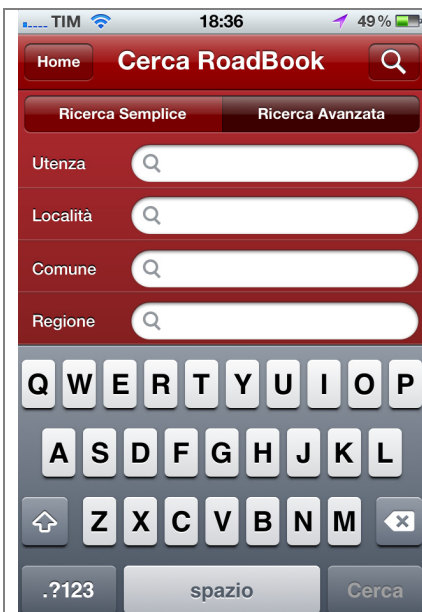 TIM 18:36 49%
Home Cerca RoadBook
Ricerca Semplice Ricerca Avanzata
Utenza
Località
Comune
Regione
Q W E R T Y U I O P
A S D F G H J K L
Z X C V B N M
.?123 spazio Cerca